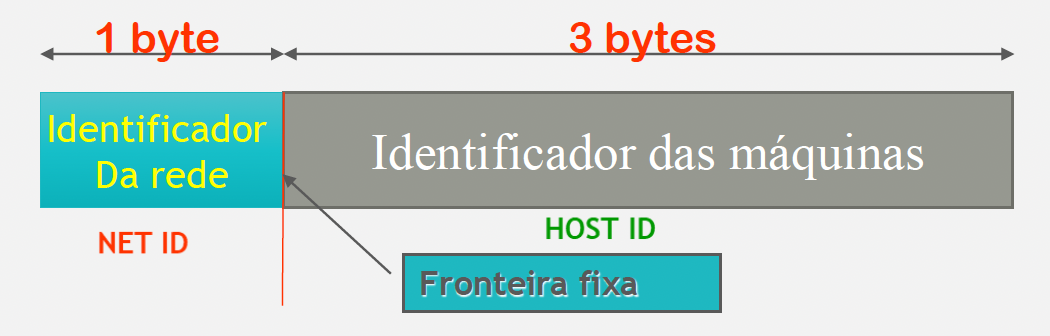 1 byte
3 bytes
Identificador
Da rede
Identificador das máquinas
NET ID
HOST ID
Fronteira fixa